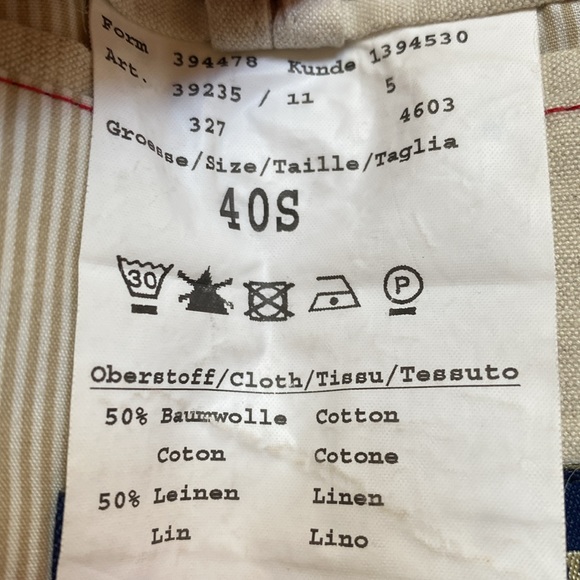 Form 394478 Kunde 1394530
Art. 39235 / 11 5
327 4603
Groesse/Size/Taille/Taglia
40S
30 P
Oberstoff/Cloth/Tissu/Tessuto
50% Baumwolle Cotton
Coton Cotone
50% Leinen Linen
Lin Lino